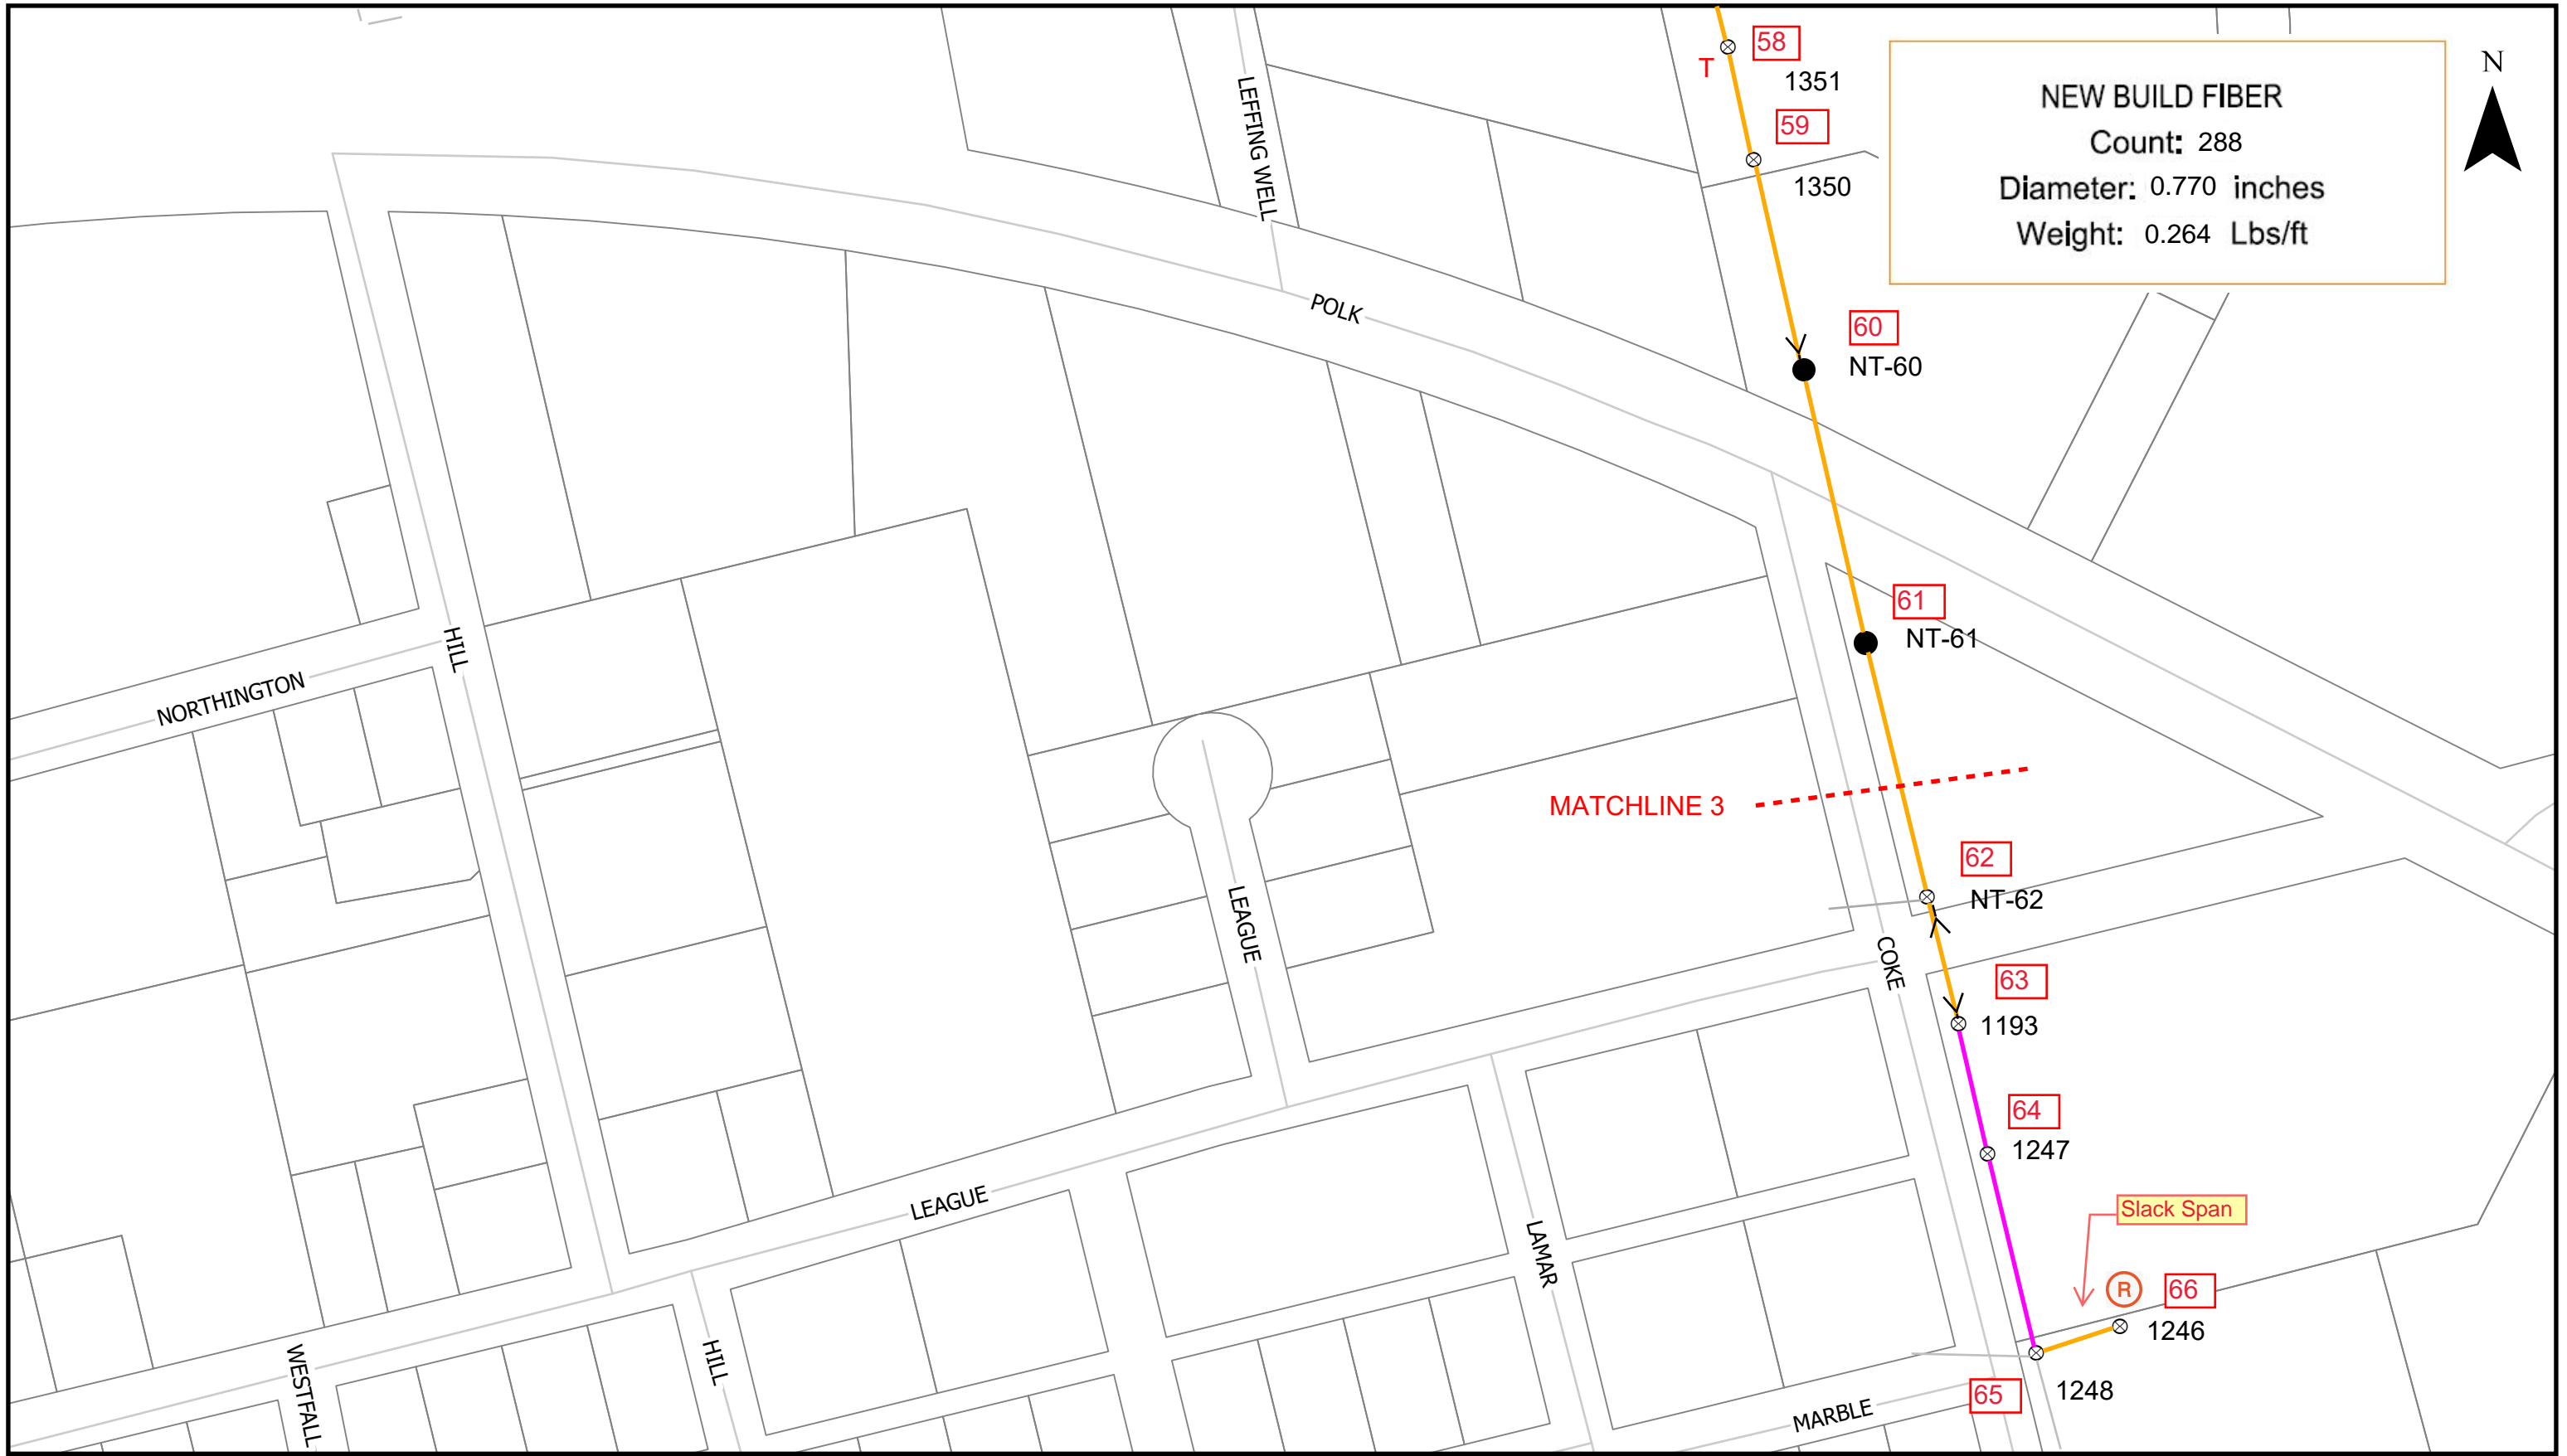 58
T
1351
59
1350
NEW BUILD FIBER
Count: 288
Diameter: 0.770 inches
Weight: 0.264 Lbs/ft
N
LEFFING WELL
POLK
60
NT-60
61
NT-61
HILL
NORTHINGTON
MATCHLINE 3
62
NT-62
LEAGUE
COKE
63
1193
64
1247
LEAGUE
LAMAR
Slack Span
R
66
1246
WESTFALL
HILL
65
1248
MARBLE